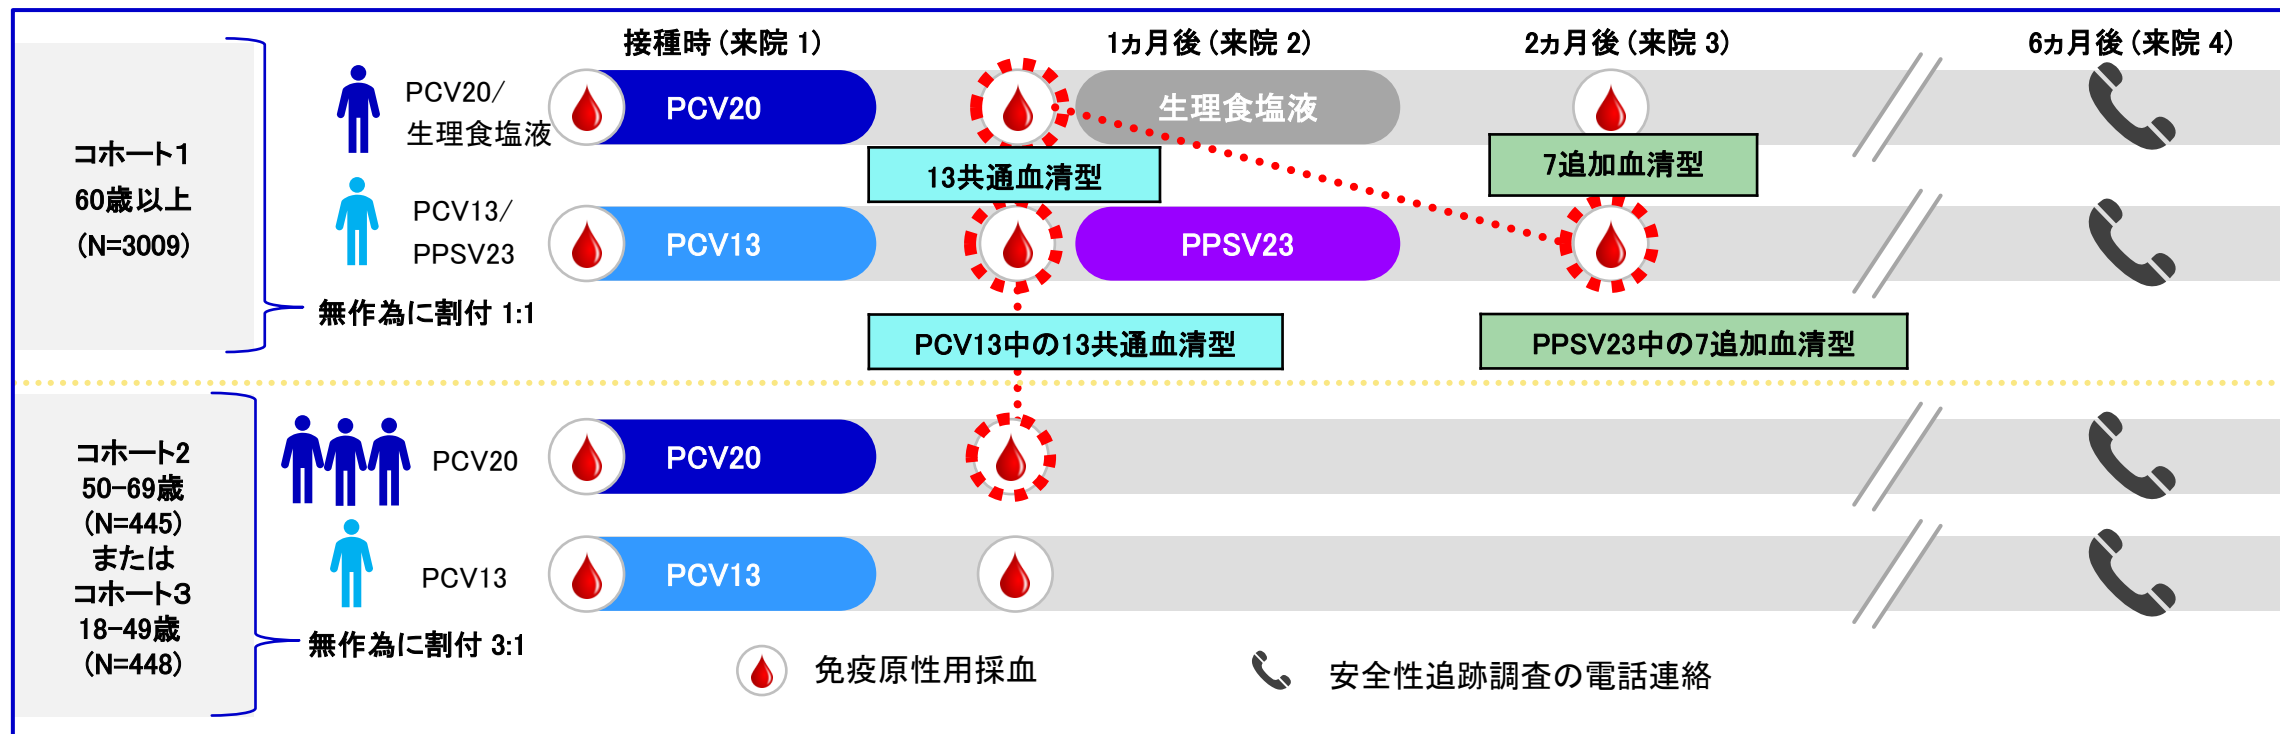 接種時（来院 1）
1ヵ月後（来院 2）
2ヵ月後（来院 3）
6ヵ月後（来院 4）
コホート1
60歳以上
(N=3009)
PCV20/
生理食塩液
PCV20
生理食塩液
13共通血清型
7追加血清型
PCV13/
PPSV23
PCV13
PPSV23
無作為に割付 1:1
PCV13中の13共通血清型
PPSV23中の7追加血清型
コホート2
50-69歳
(N=445)
または
コホート3
18-49歳
(N=448)
PCV20
PCV20
PCV13
PCV13
無作為に割付 3:1
免疫原性用採血
安全性追跡調査の電話連絡